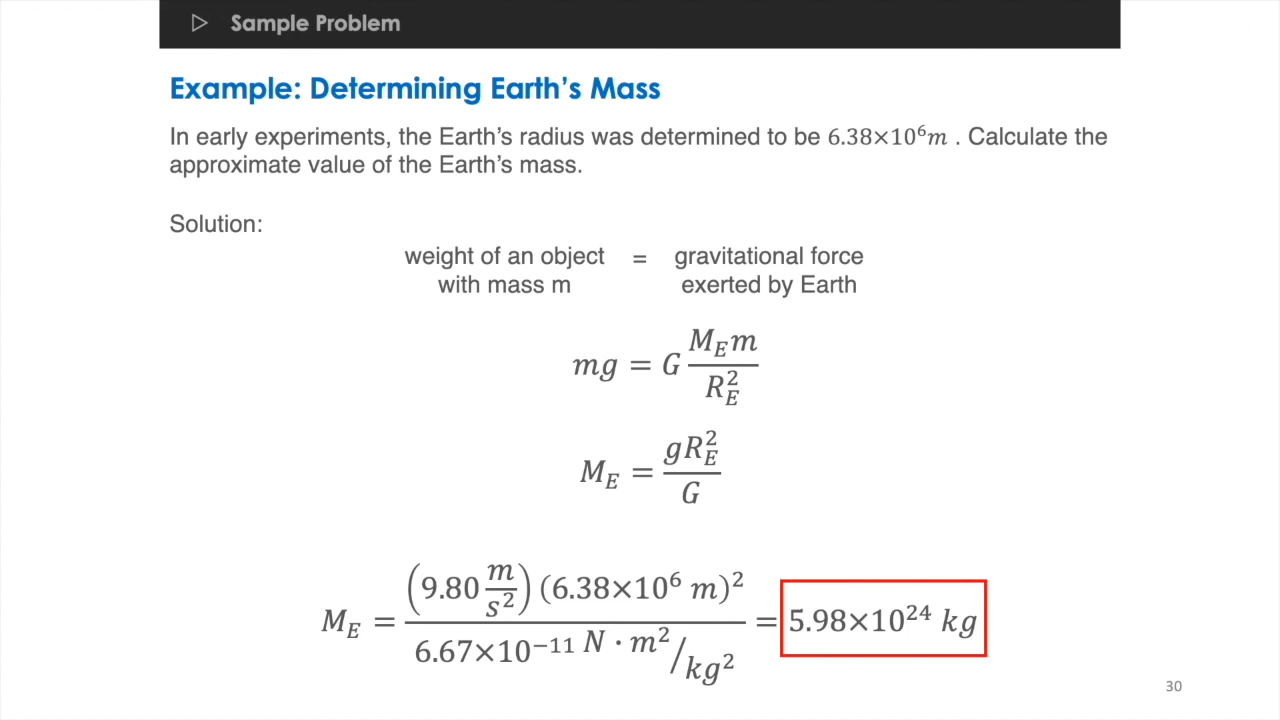 ▷ Sample Problem
Example: Determining Earth's Mass
In early experiments, the Earth's radius was determined to be 6.38×10⁶m . Calculate the
approximate value of the Earth's mass.
Solution:
weight of an object = gravitational force
with mass m exerted by Earth
mg = G M_E m / R_E²
M_E = gR_E² / G
M_E = (9.80 m/s²) (6.38×10⁶ m)² / 6.67×10⁻¹¹ N · m²/kg² = 5.98×10²⁴ kg
30